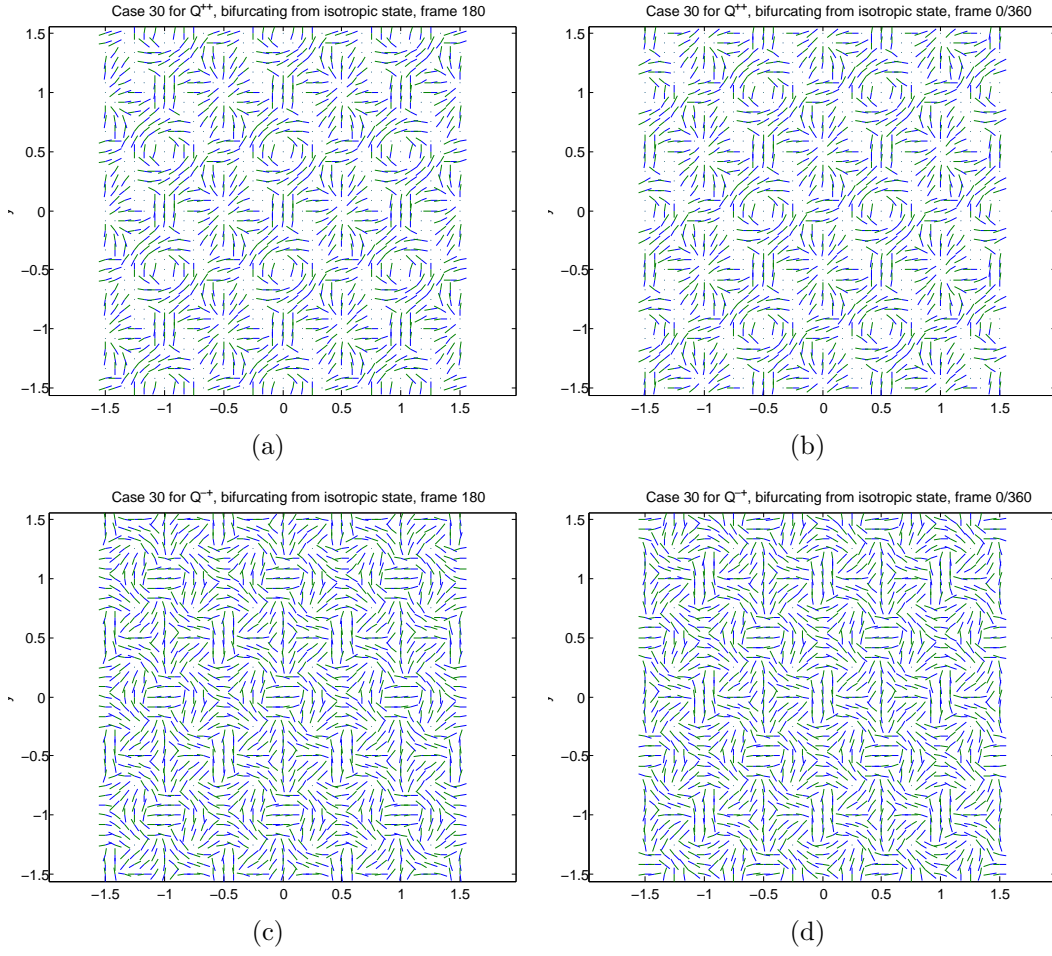 Case 30 for Q++, bifurcating from isotropic state, frame 180
1.5
1
0.5
0
−0.5
−1
−1.5
y
−1.5 −1 −0.5 0 0.5 1 1.5
(a)
Case 30 for Q++, bifurcating from isotropic state, frame 0/360
1.5
1
0.5
0
−0.5
−1
−1.5
y
−1.5 −1 −0.5 0 0.5 1 1.5
(b)
Case 30 for Q−+, bifurcating from isotropic state, frame 180
1.5
1
0.5
0
−0.5
−1
−1.5
y
−1.5 −1 −0.5 0 0.5 1 1.5
(c)
Case 30 for Q−+, bifurcating from isotropic state, frame 0/360
1.5
1
0.5
0
−0.5
−1
−1.5
y
−1.5 −1 −0.5 0 0.5 1 1.5
(d)